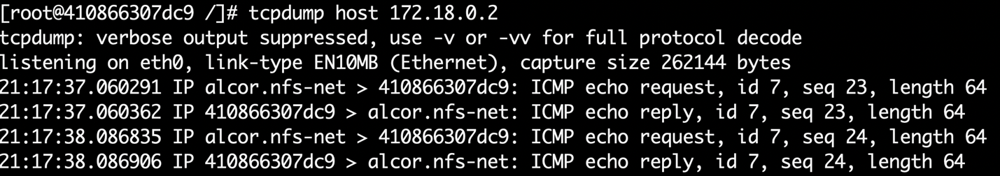 [root@410866307dc9 /]# tcpdump host 172.18.0.2
tcpdump: verbose output suppressed, use -v or -vv for full protocol decode
listening on eth0, link-type EN10MB (Ethernet), capture size 262144 bytes
21:17:37.060291 IP alcor.nfs-net > 410866307dc9: ICMP echo request, id 7, seq 23, length 64
21:17:37.060362 IP 410866307dc9 > alcor.nfs-net: ICMP echo reply, id 7, seq 23, length 64
21:17:38.086835 IP alcor.nfs-net > 410866307dc9: ICMP echo request, id 7, seq 24, length 64
21:17:38.086906 IP 410866307dc9 > alcor.nfs-net: ICMP echo reply, id 7, seq 24, length 64